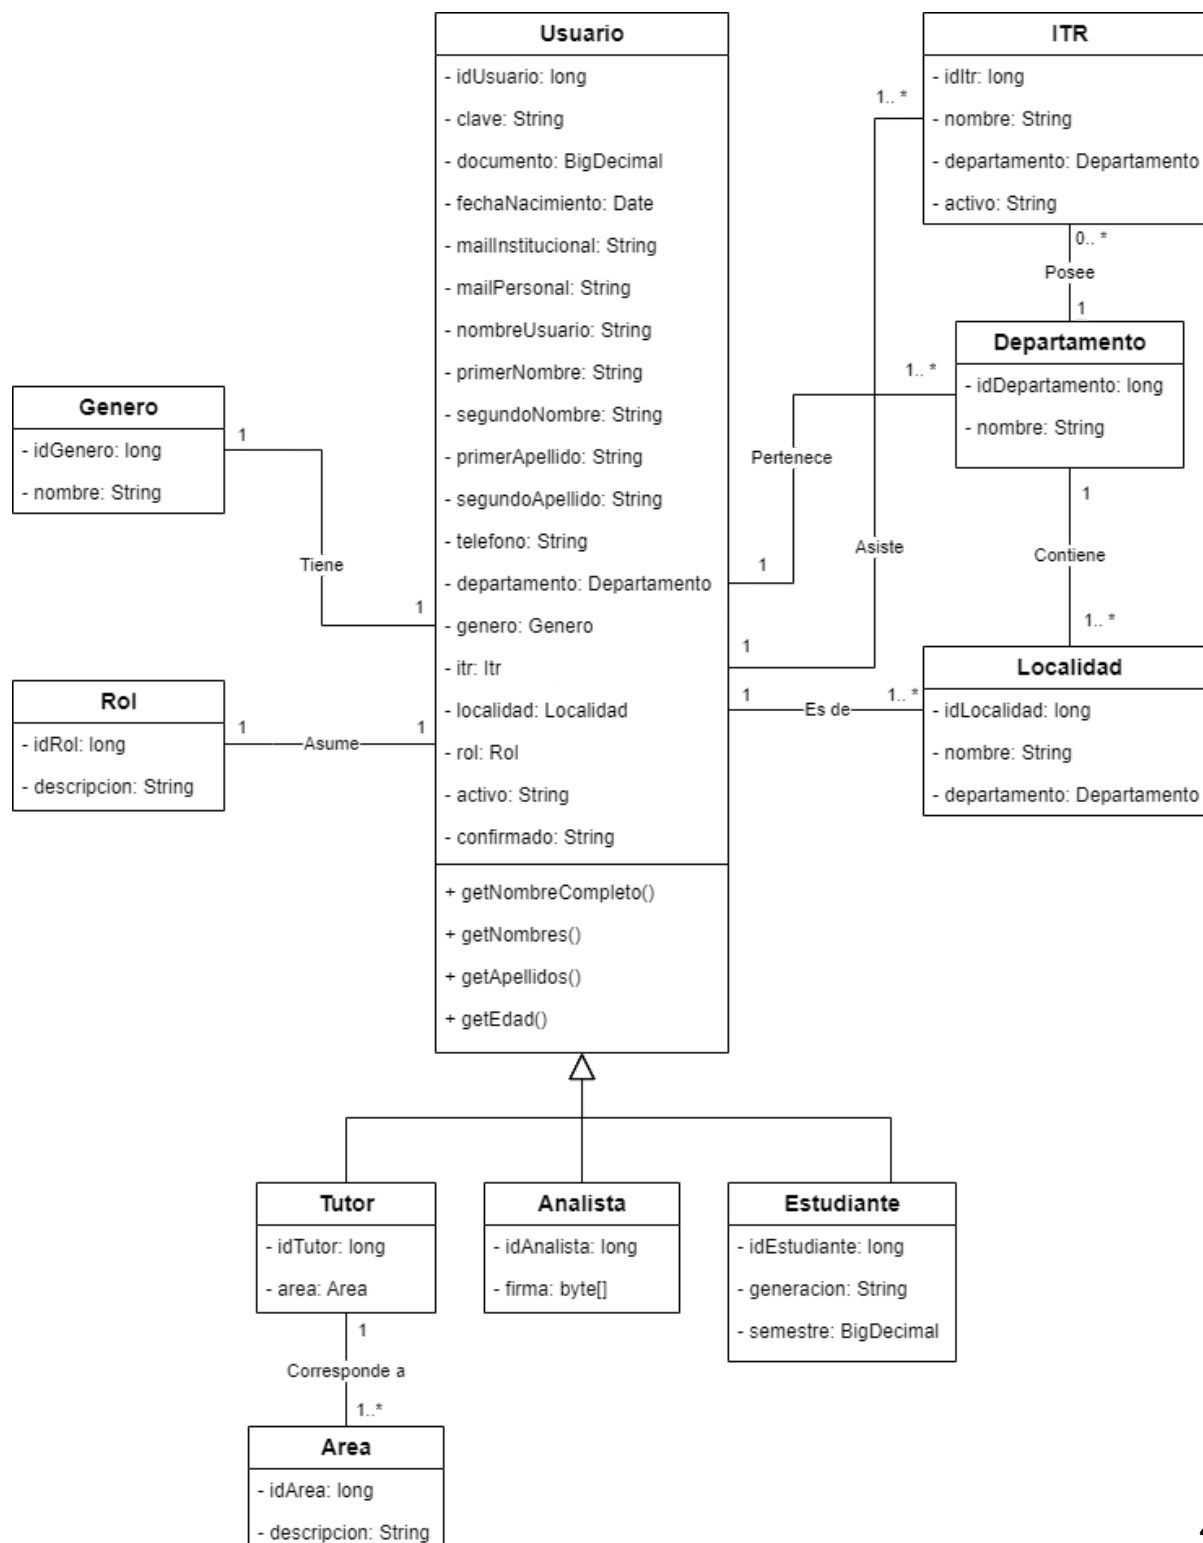 Usuario
- idUsuario: long
- clave: String
- documento: BigDecimal
- fechaNacimiento: Date
- mailInstitucional: String
- mailPersonal: String
- nombreUsuario: String
- primerNombre: String
- segundoNombre: String
- primerApellido: String
- segundoApellido: String
- telefono: String
- departamento: Departamento
- genero: Genero
- itr: Itr
- localidad: Localidad
- rol: Rol
- activo: String
- confirmado: String
+ getNombreCompleto()
+ getNombres()
+ getApellidos()
+ getEdad()
ITR
- idItr: long
- nombre: String
- departamento: Departamento
- activo: String
1.. *
0.. *
Posee
1
Departamento
- idDepartamento: long
- nombre: String
1.. *
Pertenece
1
Asiste
1
1
Contiene
1.. *
Localidad
- idLocalidad: long
- nombre: String
- departamento: Departamento
1
Es de
1.. *
Genero
- idGenero: long
- nombre: String
1
Tiene
1
Rol
- idRol: long
- descripcion: String
1
Asume
1
Tutor
- idTutor: long
- area: Area
Analista
- idAnalista: long
- firma: byte[]
Estudiante
- idEstudiante: long
- generacion: String
- semestre: BigDecimal
1
Corresponde a
1..*
Area
- idArea: long
- descripcion: String